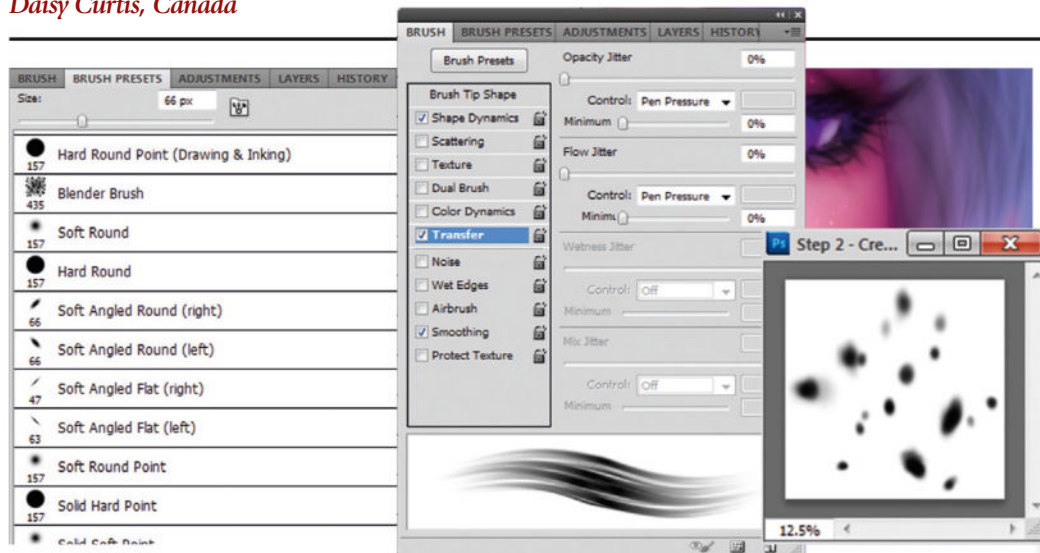 Daisy Curtis, Canada
BRUSH BRUSH PRESETS ADJUSTMENTS LAYERS HISTORY
Size: 66 px
157 Hard Round Point (Drawing & Inking)
435 Blender Brush
157 Soft Round
157 Hard Round
66 Soft Angled Round (right)
66 Soft Angled Round (left)
47 Soft Angled Flat (right)
63 Soft Angled Flat (left)
157 Soft Round Point
157 Solid Hard Point
Solid Soft Point
BRUSH BRUSH PRESETS ADJUSTMENTS LAYERS HISTORY
Brush Presets
Brush Tip Shape
Shape Dynamics
Scattering
Texture
Dual Brush
Color Dynamics
Transfer
Noise
Wet Edges
Airbrush
Smoothing
Protect Texture
Opacity Jitter 0%
Control: Pen Pressure
Minimum 0%
Flow Jitter 0%
Control: Pen Pressure
Minimu 0%
Wetness Jitter
Control: Off
Minimum
Mix Jitter
Control: Off
Minimum
Ps Step 2 - Cre...
12.5%